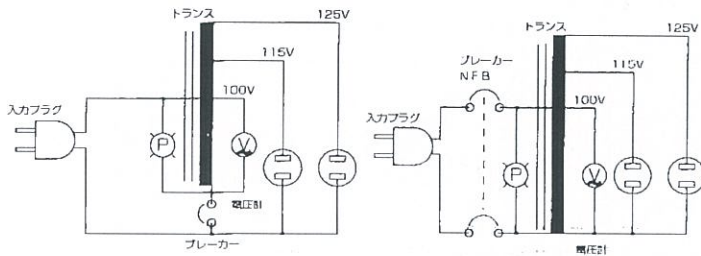 トランス
125V
115V
100V
入力プラグ
P
V
電圧計
ブレーカー
トランス
125V
ブレーカー
NFB
115V
100V
入力プラグ
P
V
電圧計